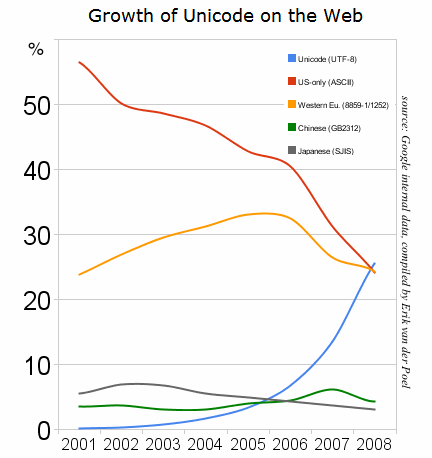 Growth of Unicode on the Web
%
Unicode (UTF-8)
US-only (ASCII)
Western Eu. (8859-1/1252)
Chinese (GB2312)
Japanese (SJIS)
50
40
30
20
10
0
2001 2002 2003 2004 2005 2006 2007 2008
source: Google internal data, compiled by Erik van der Poel